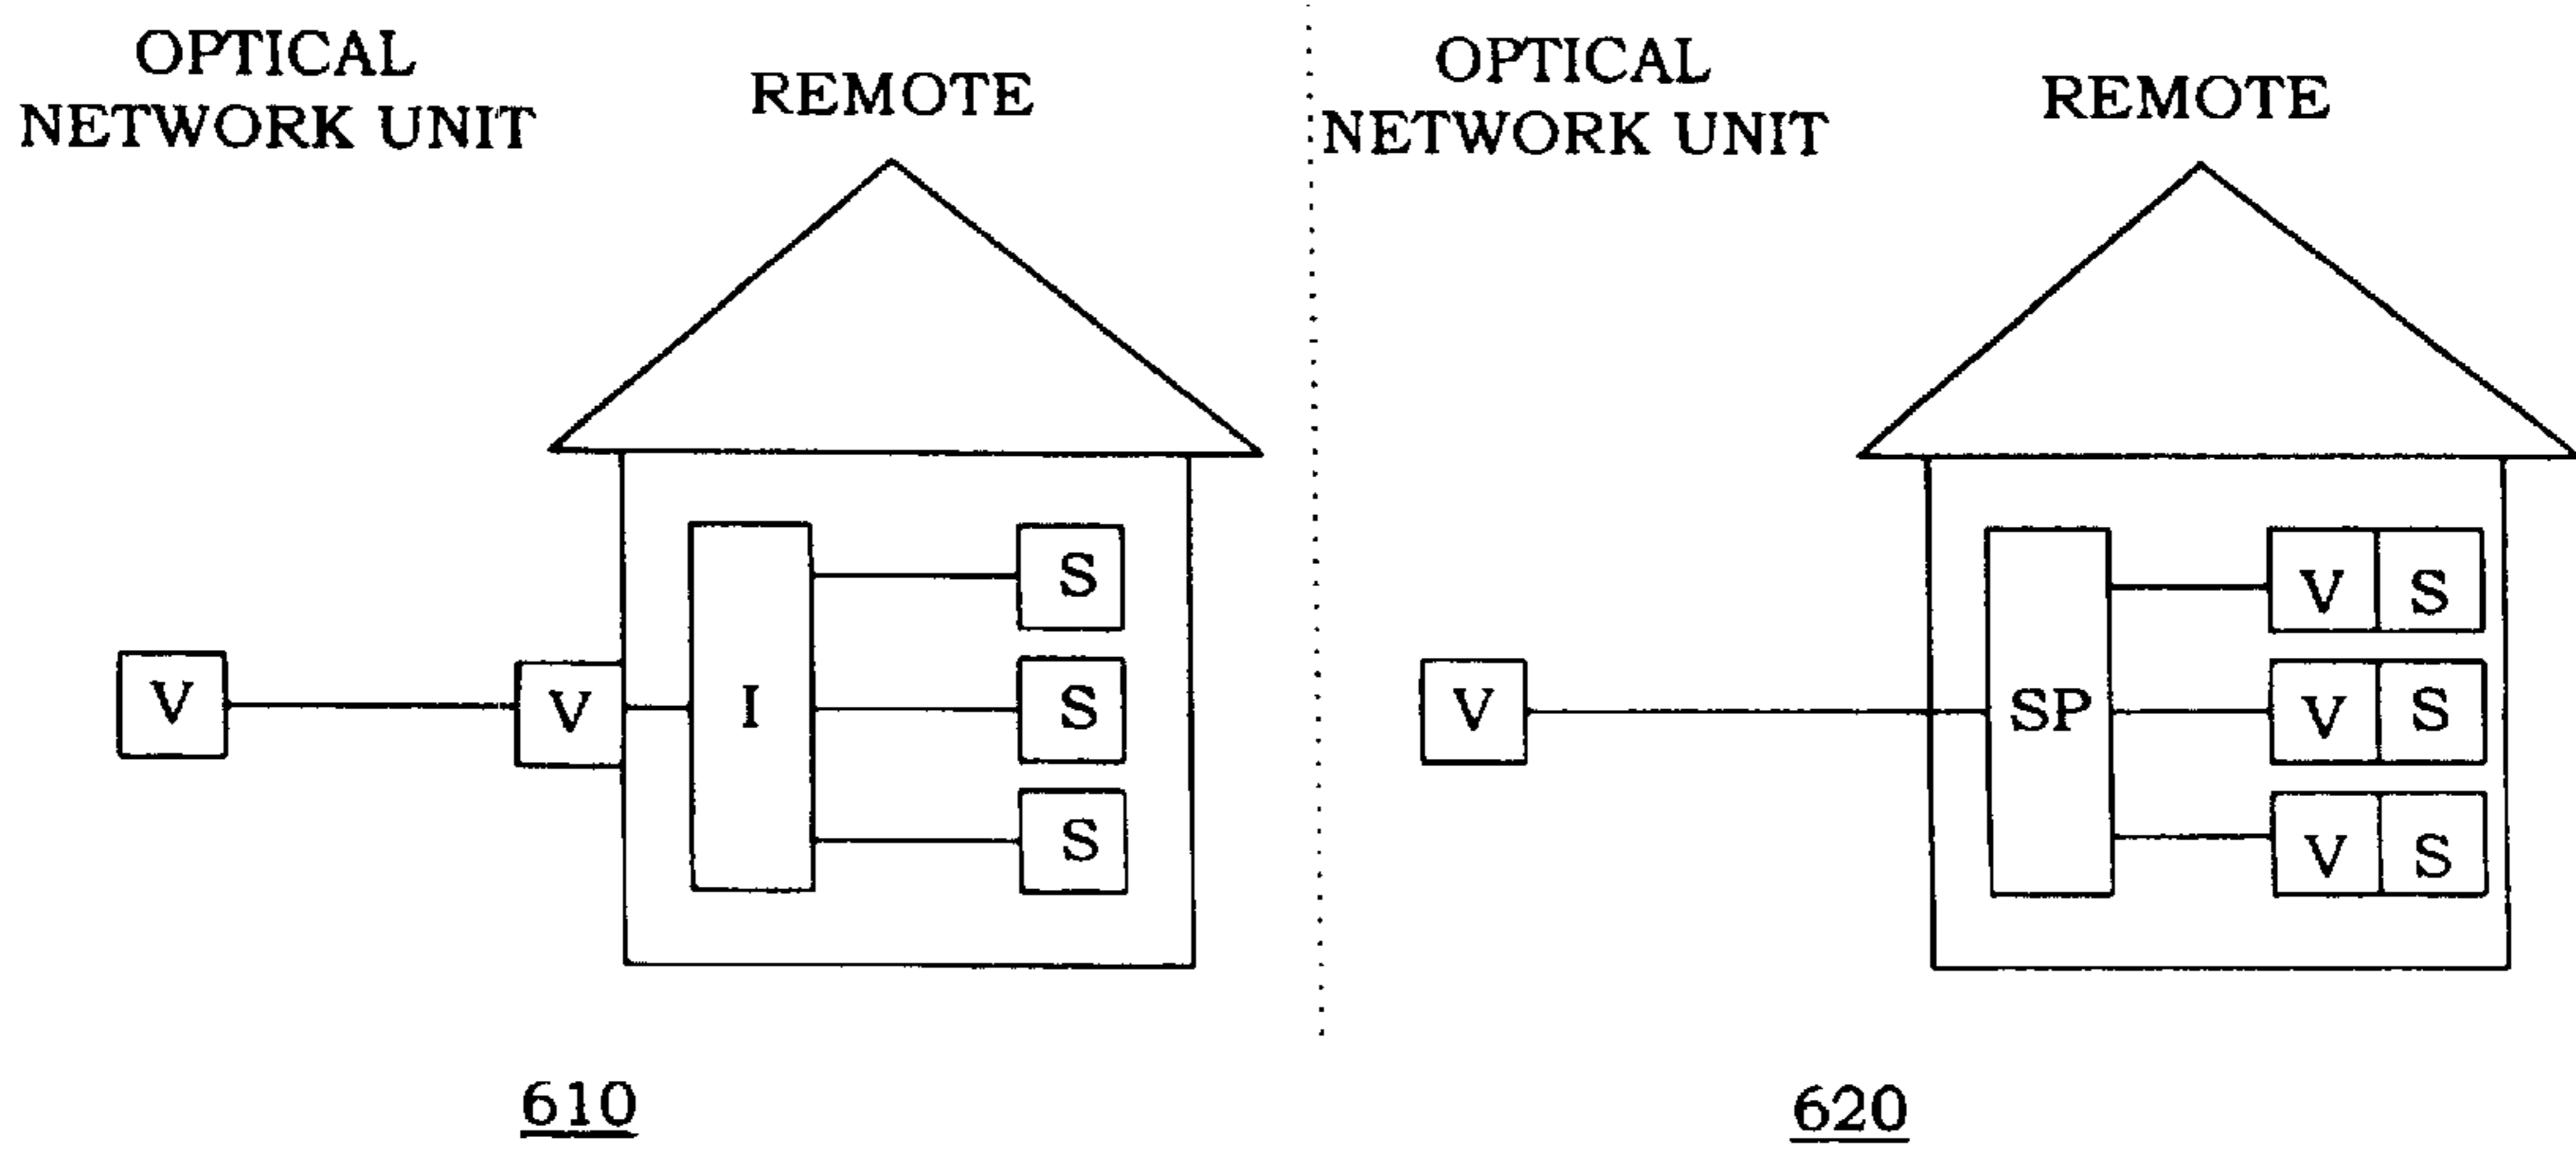 OPTICAL
NETWORK UNIT
REMOTE
V
V
I
S
S
S
610
OPTICAL
NETWORK UNIT
REMOTE
V
SP
V S
V S
V S
620